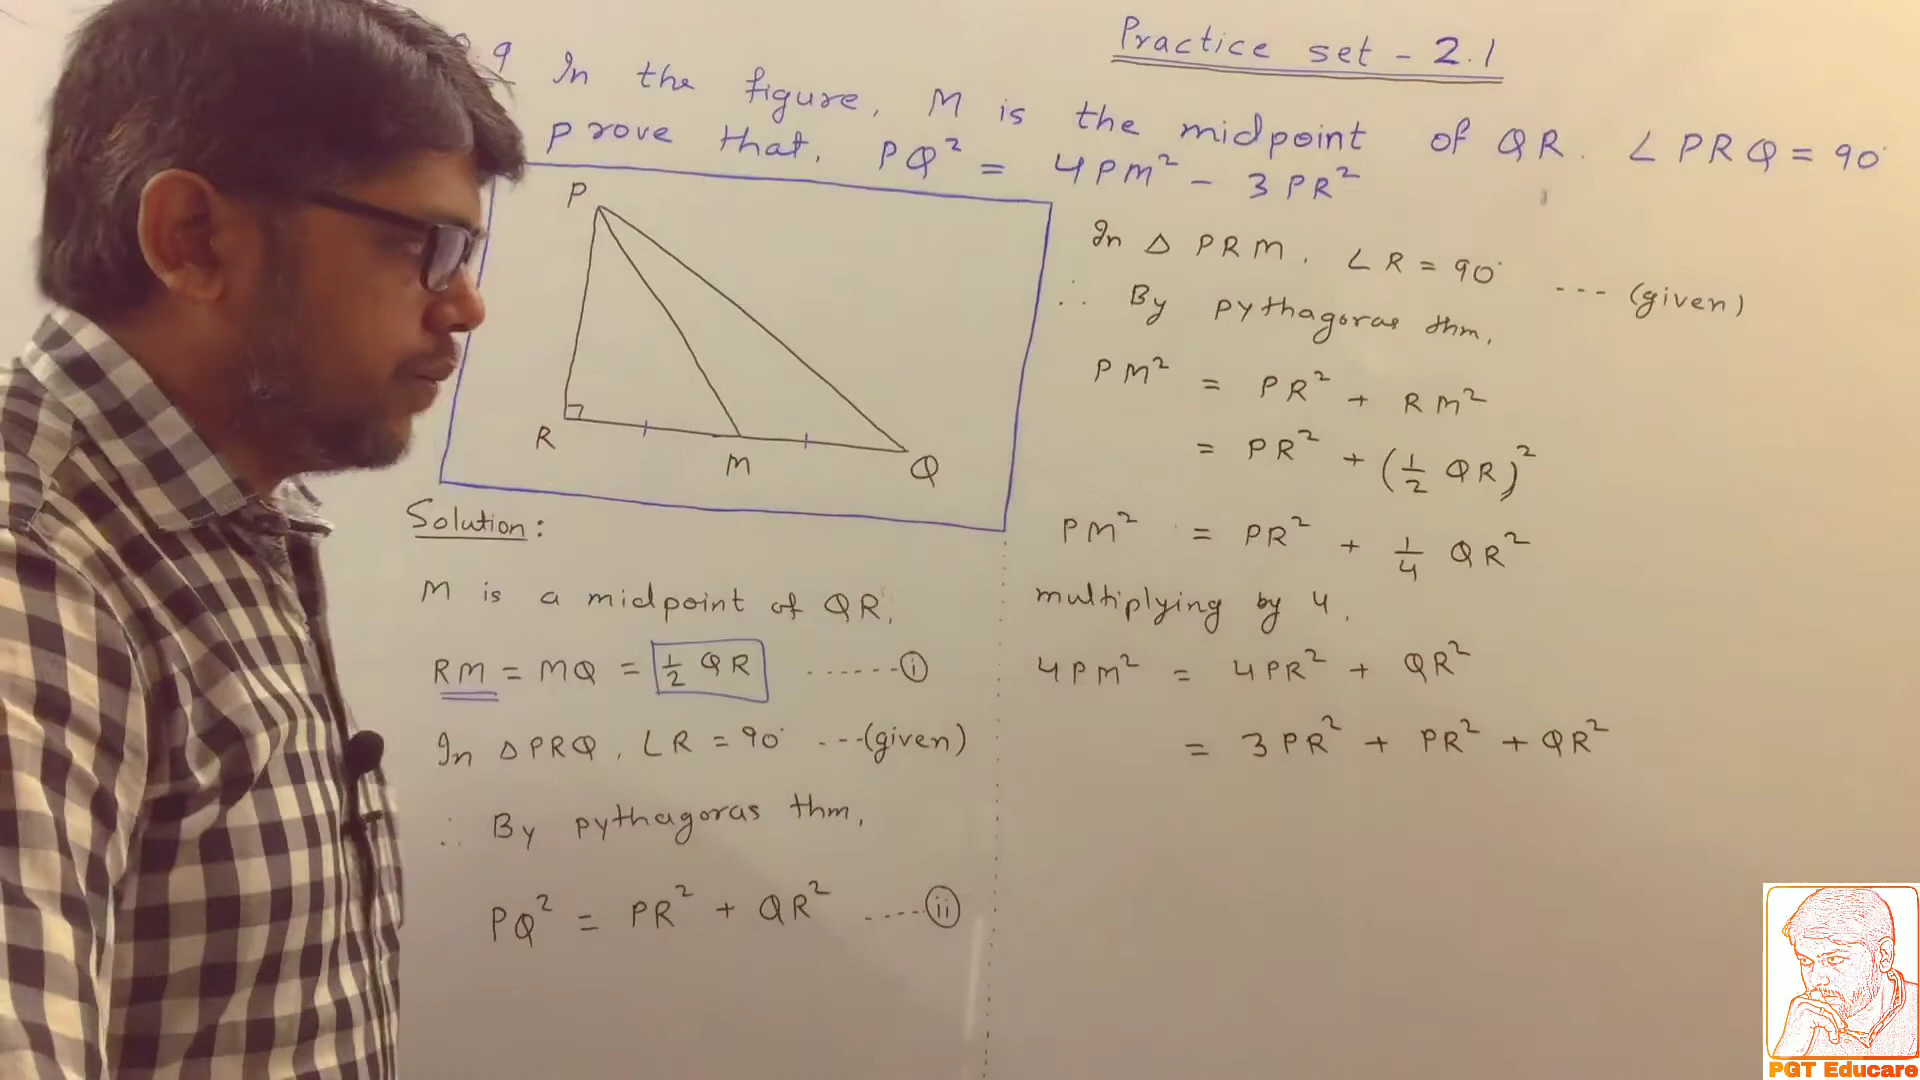 Practice set - 2.1
9 In the figure, M is the midpoint of QR. ∠PRQ = 90°
prove that, PQ² = 4PM² - 3PR²
P
R
M
Q
Solution:
M is a midpoint of QR,
RM = MQ = 1/2 QR ......(i)
In △PRQ, ∠R = 90° ---(given)
∴ By pythagoras thm,
PQ² = PR² + QR² ....(ii)
In △ PRM, ∠R = 90° --- (given)
∴ By pythagoras thm,
PM² = PR² + RM²
= PR² + (1/2 QR)²
PM² = PR² + 1/4 QR²
multiplying by 4,
4PM² = 4PR² + QR²
= 3PR² + PR² + QR²
PGT Educare